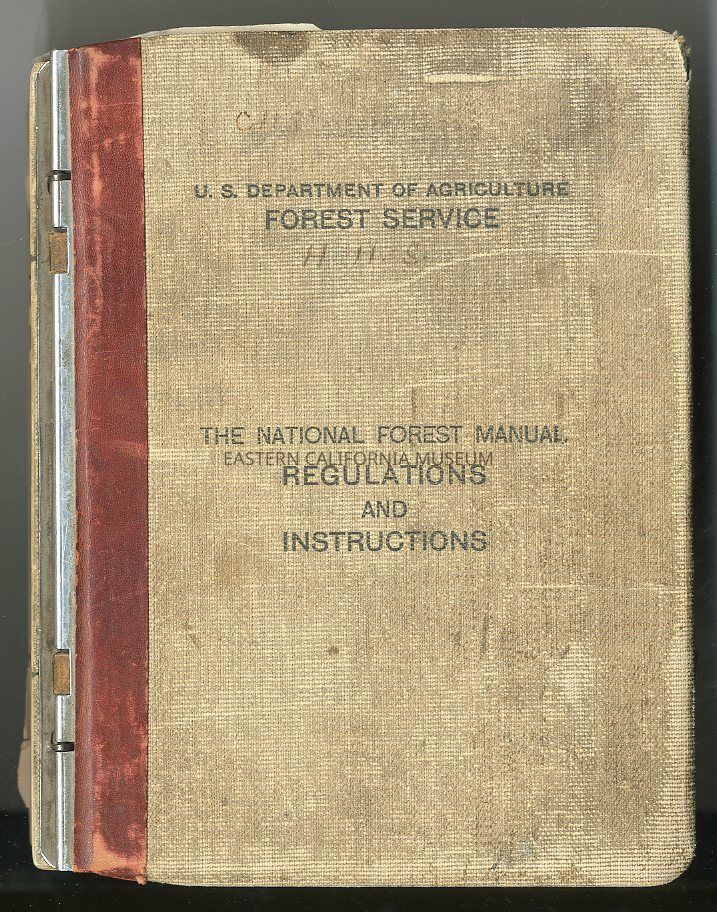 U. S. DEPARTMENT OF AGRICULTURE
FOREST SERVICE
H. H. S.
THE NATIONAL FOREST MANUAL.
EASTERN CALIFORNIA MUSEUM
REGULATIONS
AND
INSTRUCTIONS